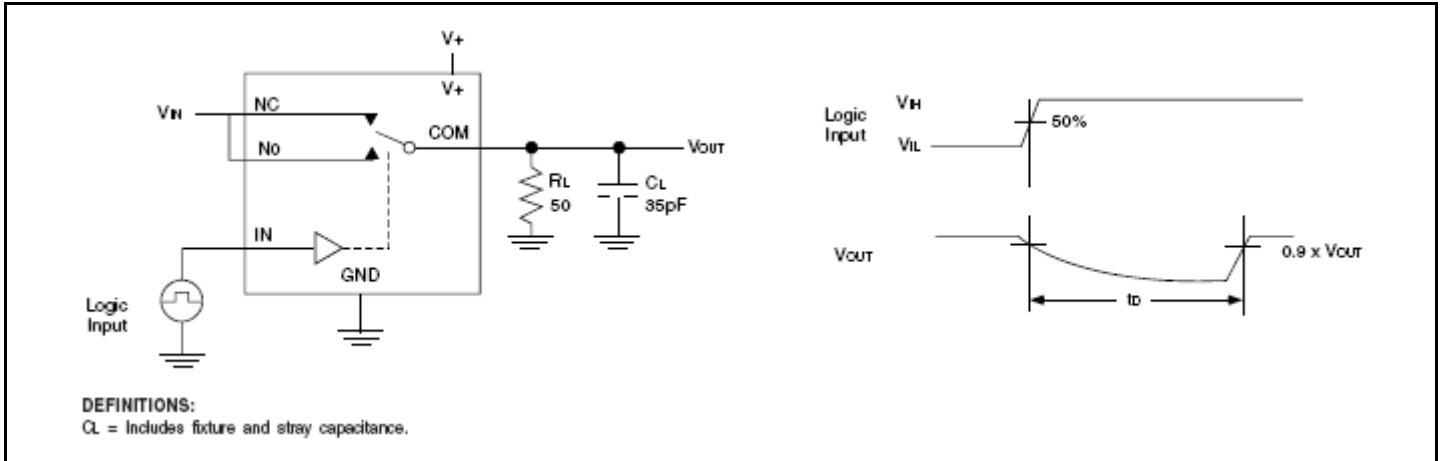 V+
V+
VIN
NC
COM
N0
VOUT
RL
50
CL
35pF
IN
GND
Logic
Input
DEFINITIONS:
CL = Includes fixture and stray capacitance.
Logic
Input
VIH
50%
VIL
VOUT
0.9 x VOUT
tD